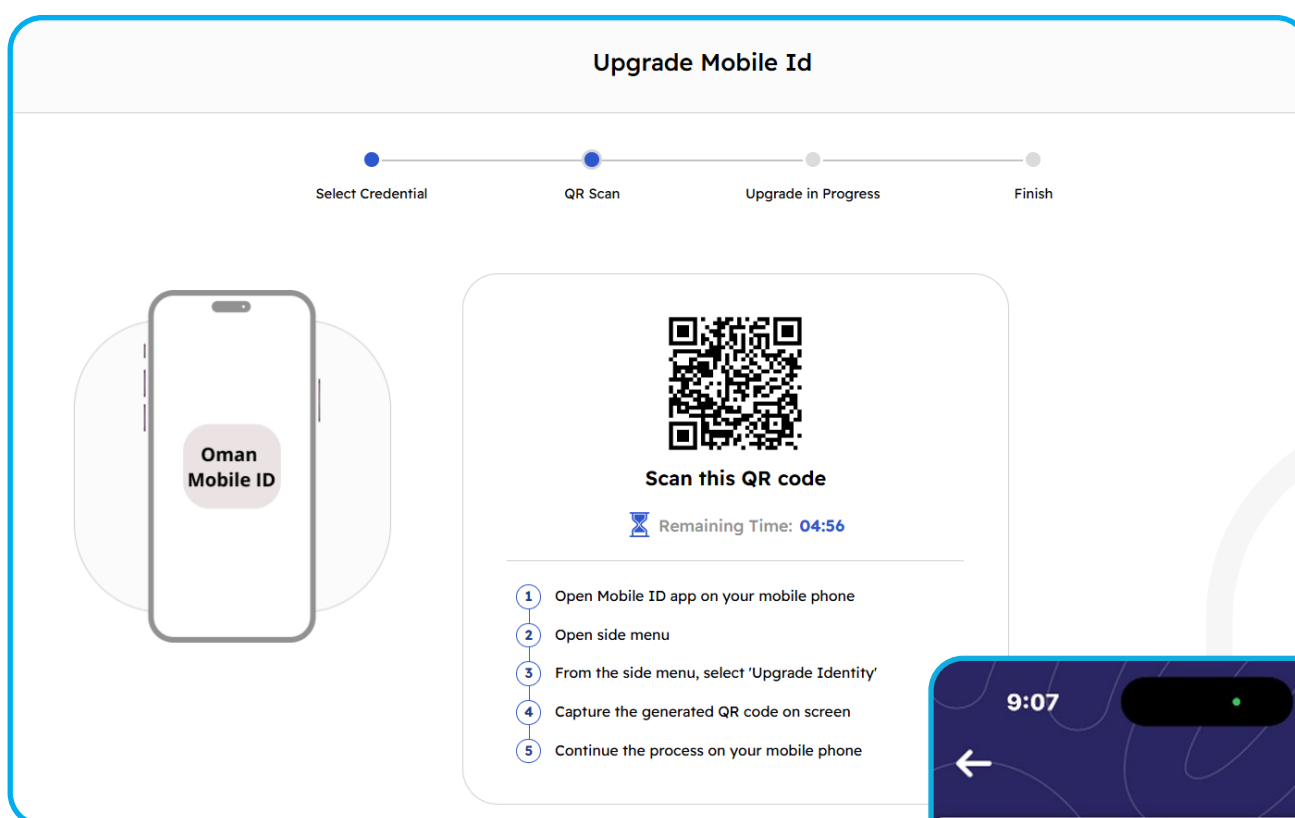 Upgrade Mobile Id
Select Credential
QR Scan
Upgrade in Progress
Finish
Oman
Mobile ID
Scan this QR code
Remaining Time: 04:56
1 Open Mobile ID app on your mobile phone
2 Open side menu
3 From the side menu, select 'Upgrade Identity'
4 Capture the generated QR code on screen
5 Continue the process on your mobile phone
9:07